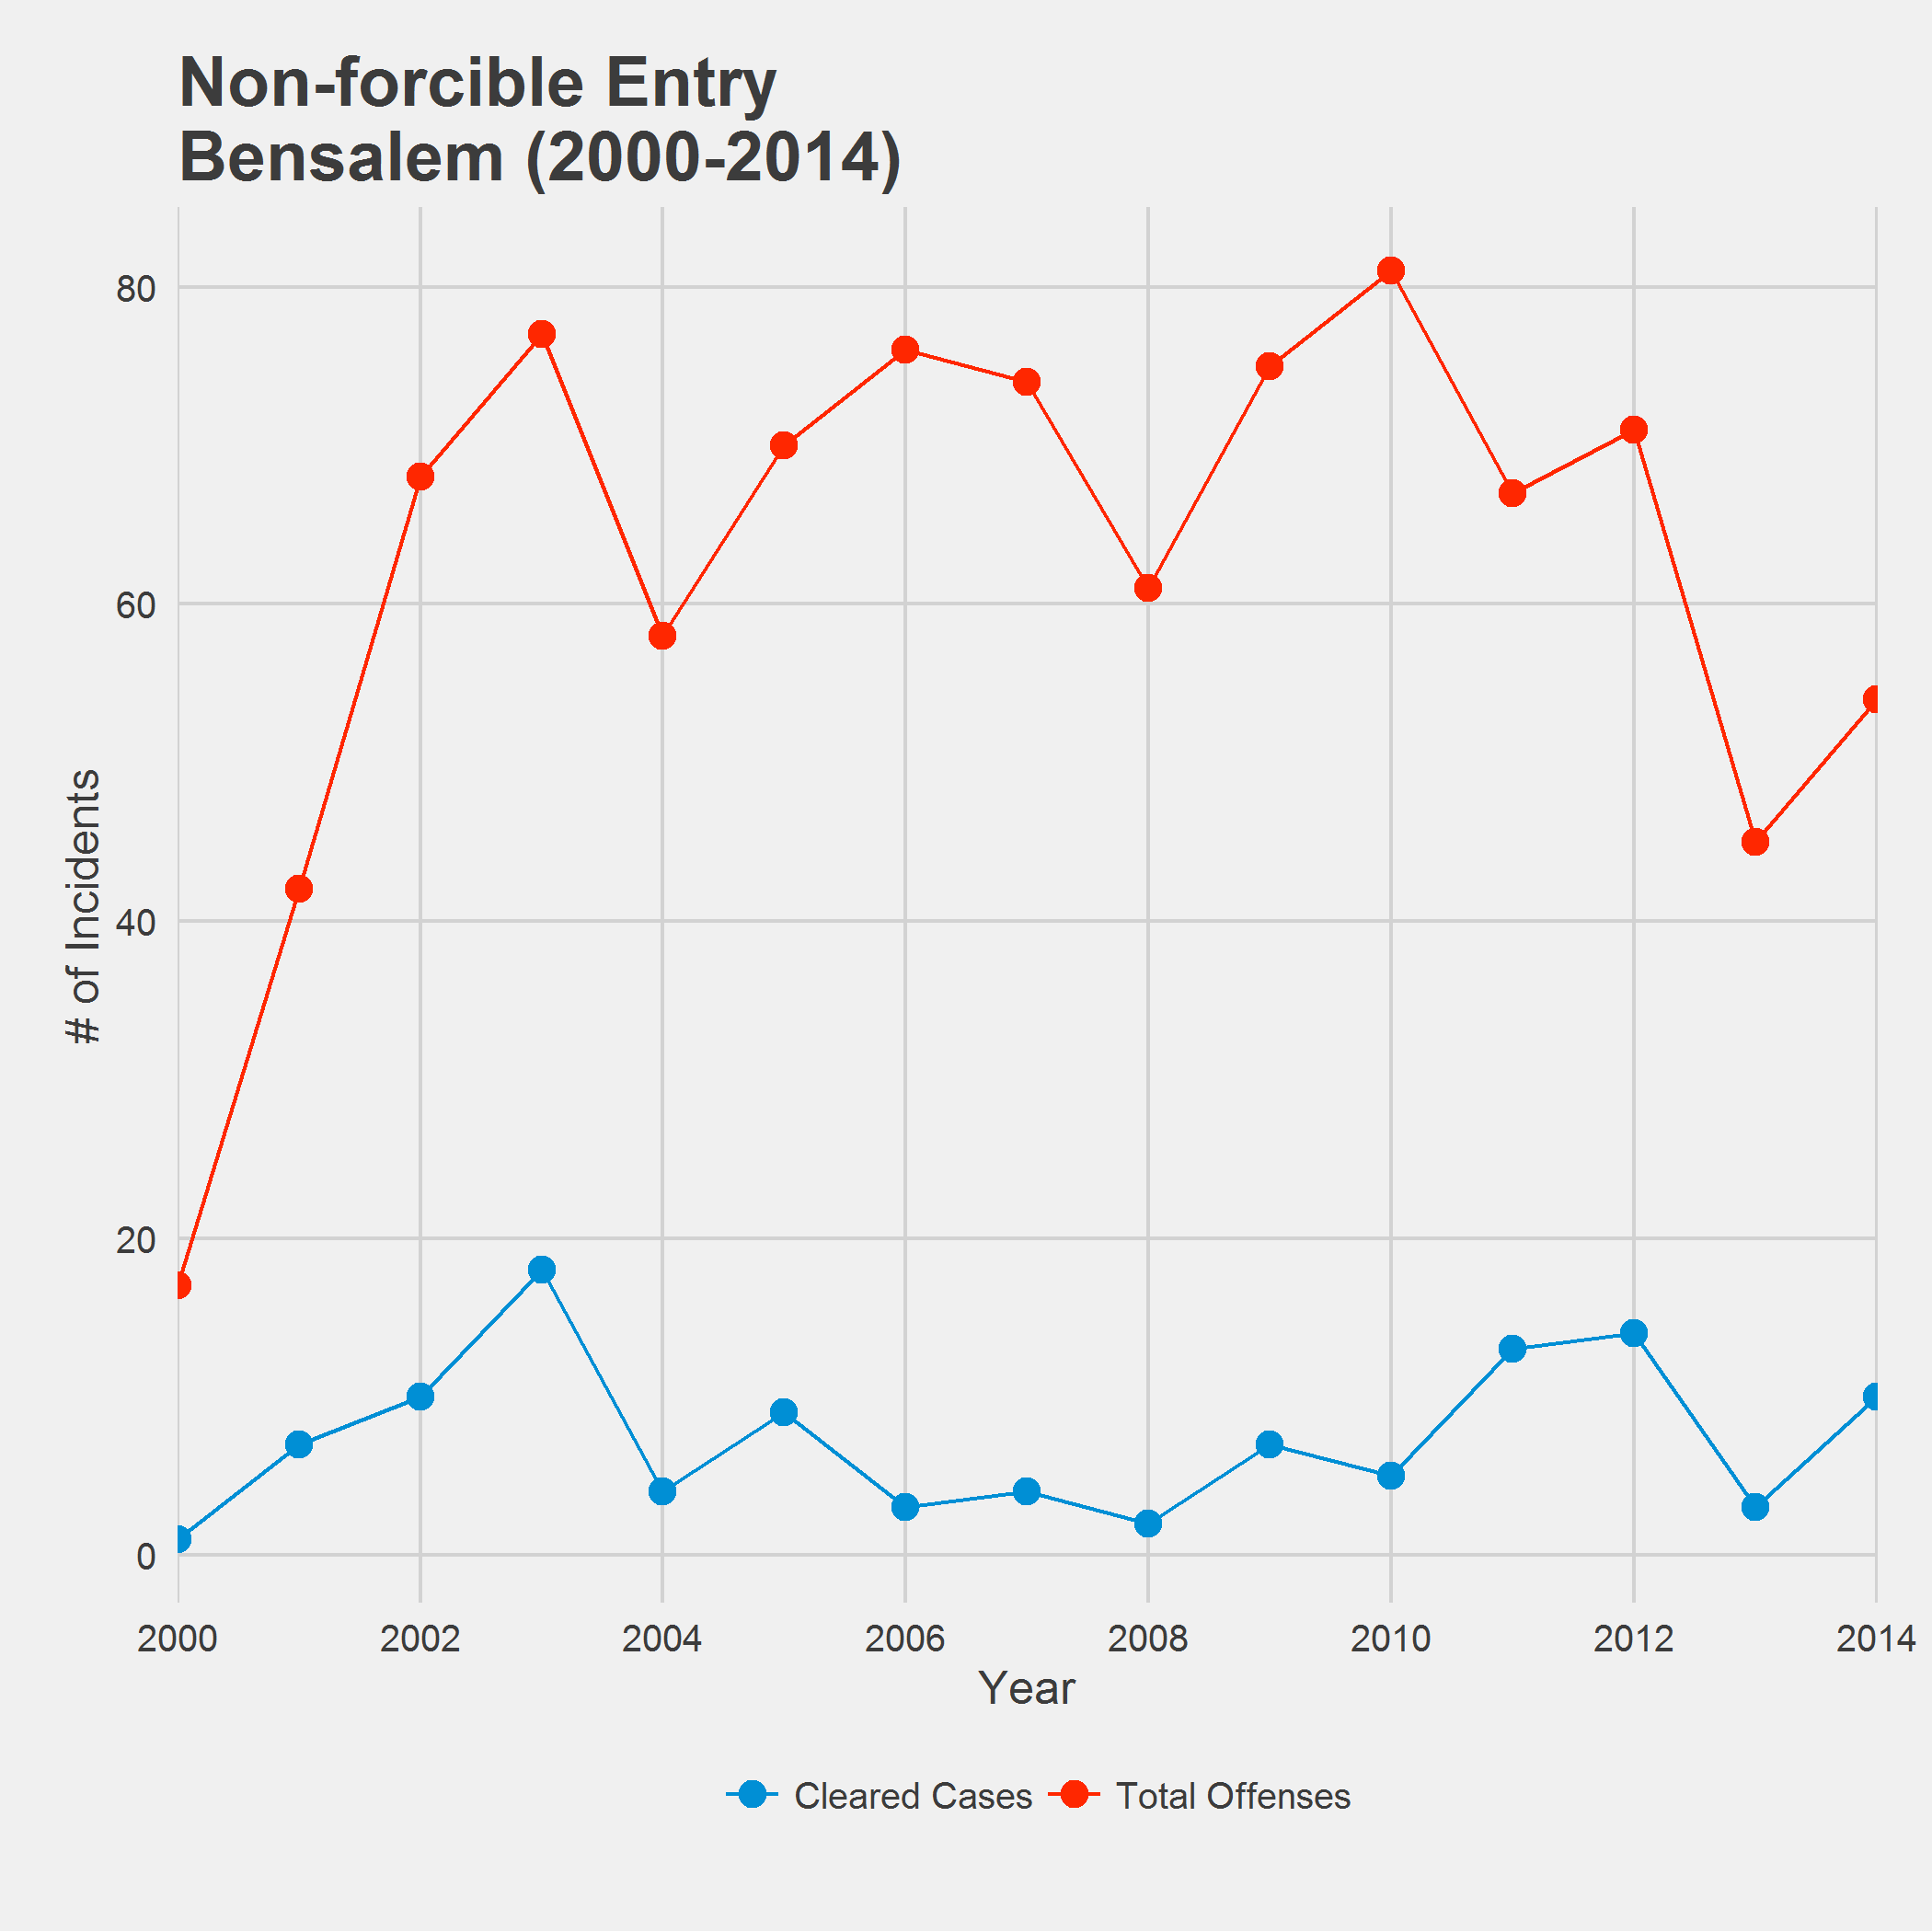 Non-forcible Entry
Bensalem (2000-2014)
80
60
40
20
0
# of Incidents
2000 2002 2004 2006 2008 2010 2012 2014
Year
Cleared Cases Total Offenses